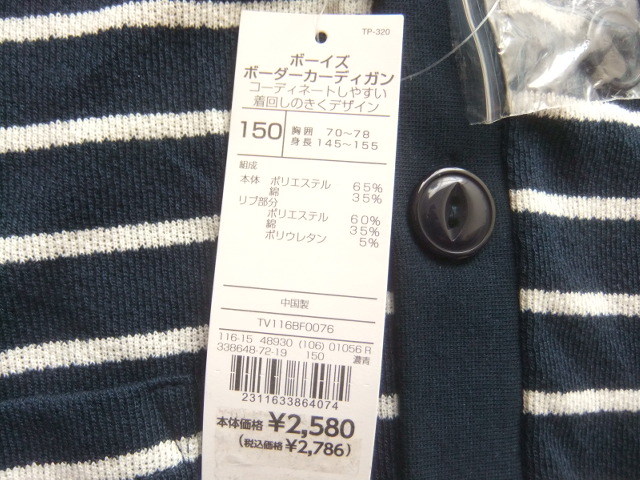 TP-320
ボーイズ
ボーダーカーディガン
コーディネートしやすい
着回しのきくデザイン
150 胸囲 70〜78
身長 145〜155
組成
本体 ポリエステル 65%
綿 35%
リブ部分
ポリエステル 60%
綿 35%
ポリウレタン 5%
中国製
TV116BF0076
116-15 48930 (106) 01056 R
338648-72-19 150 濃青
2311633864074
本体価格 ¥2,580
(税込価格 ¥2,786)